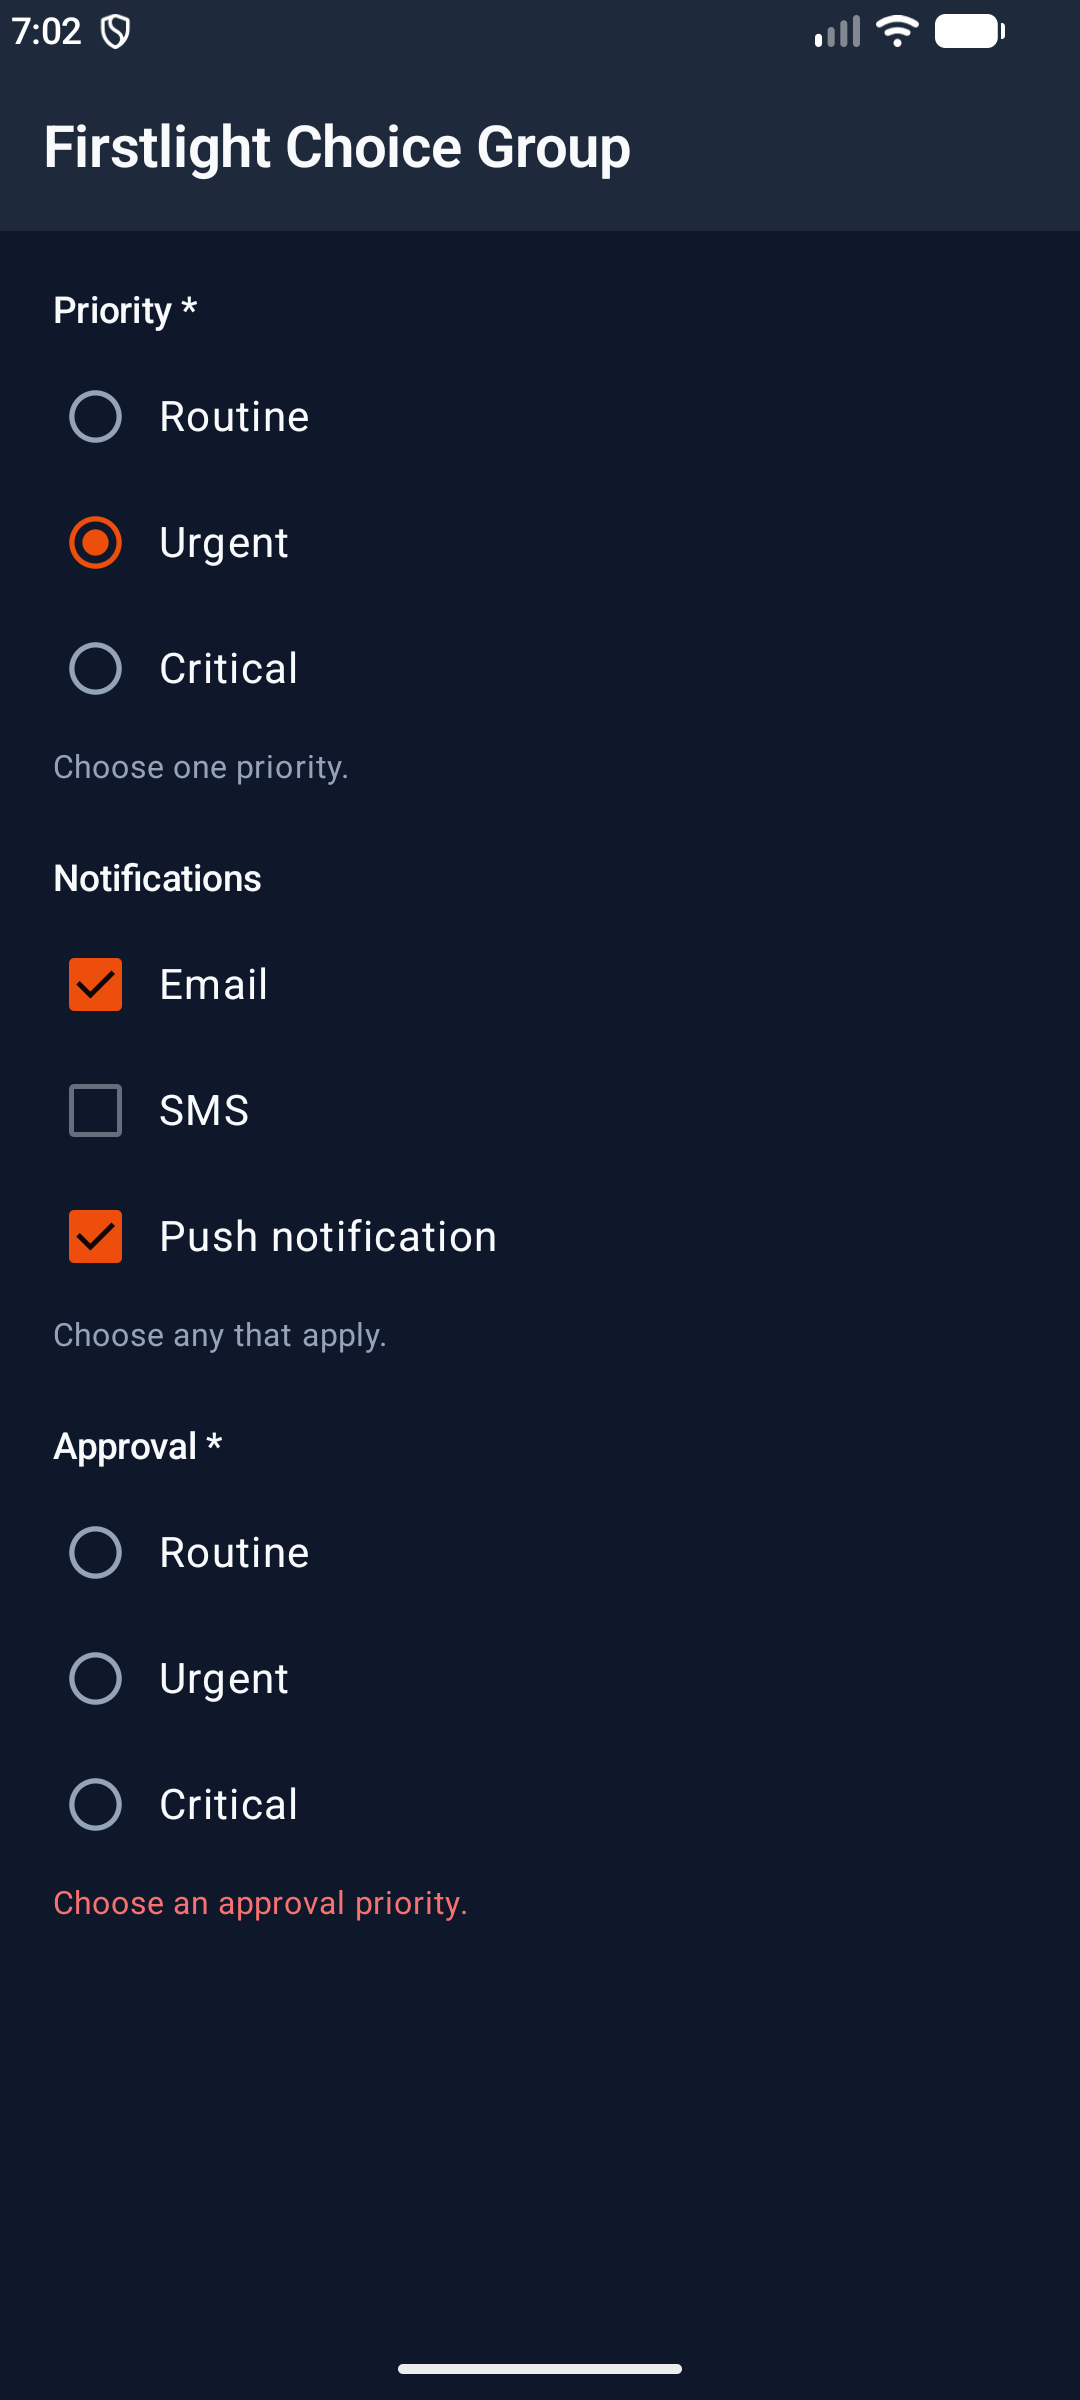 7:02
Firstlight Choice Group
Priority *
Routine
Urgent
Critical
Choose one priority.
Notifications
Email
SMS
Push notification
Choose any that apply.
Approval *
Routine
Urgent
Critical
Choose an approval priority.